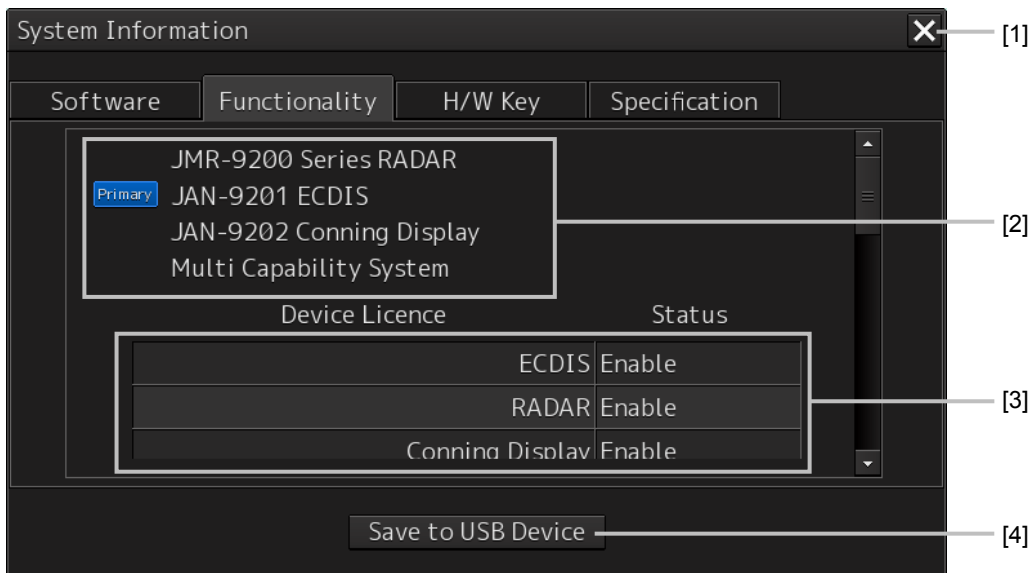 System Information
[1]
Software Functionality H/W Key Specification
JMR-9200 Series RADAR
Primary JAN-9201 ECDIS
JAN-9202 Conning Display
[2]
Multi Capability System
Device Licence Status
ECDIS Enable
RADAR Enable
[3]
Conning Display Enable
Save to USB Device
[4]